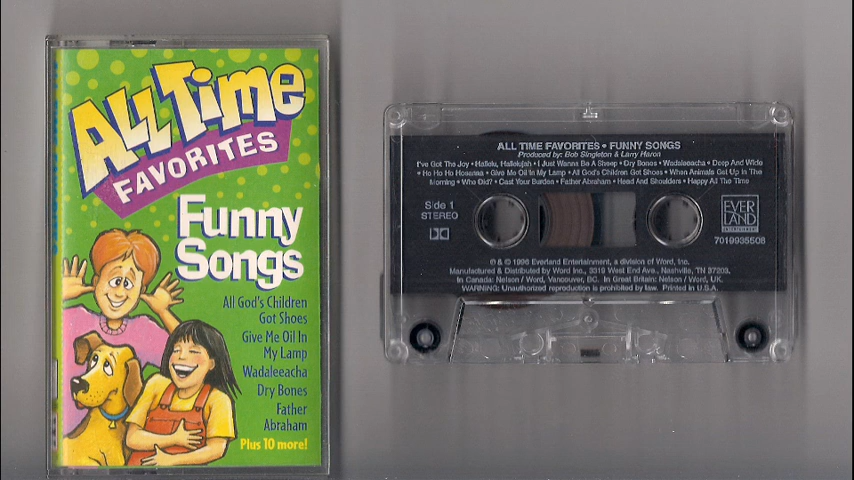 ALL TIME
FAVORITES
Funny
Songs
All God's Children
Got Shoes
Give Me Oil In
My Lamp
Wadaleeacha
Dry Bones
Father
Abraham
Plus 10 more!
ALL TIME FAVORITES • FUNNY SONGS
Produced by: Bob Singleton & Larry Haron
I've Got The Joy • Hallelu, Hallelujah • I Just Wanna Be A Sheep • Dry Bones • Wadaleeacha • Deep And Wide
• Ho Ho Ho Hosanna • Give Me Oil In My Lamp • All God's Children Got Shoes • When Animals Get Up In The
Morning • Who Did? • Cast Your Burden • Father Abraham • Head And Shoulders • Happy All The Time
Side 1
STEREO
EVER
LAND
ENTERTAINMENT
7019935508
℗ & © 1996 Everland Entertainment, a division of Word, Inc.
Manufactured & Distributed by Word Inc., 3319 West End Ave., Nashville, TN 37203.
In Canada: Nelson / Word, Vancouver, BC. In Great Britain: Nelson / Word, UK.
WARNING: Unauthorized reproduction is prohibited by law. Printed in U.S.A.